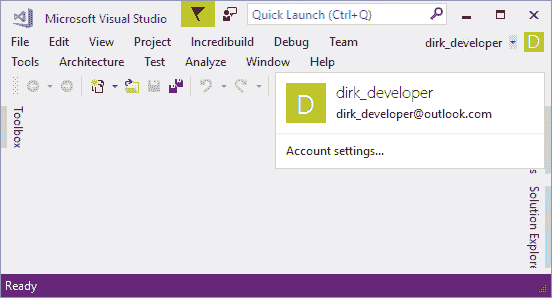 Microsoft Visual Studio
Quick Launch (Ctrl+Q)
File Edit View Project Incredibuild Debug Team
dirk_developer D
Tools Architecture Test Analyze Window Help
D
dirk_developer
dirk_developer@outlook.com
Account settings...
Toolbox
Solution Explore
Ready